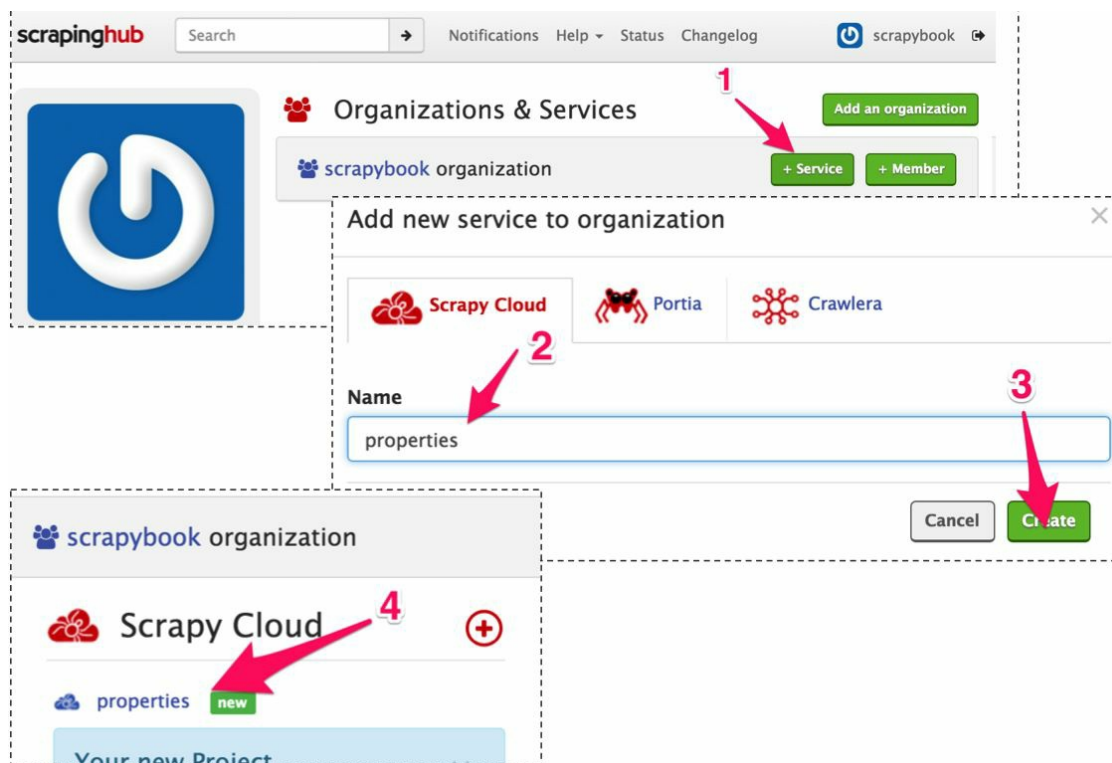 scrapinghub Search Notifications Help Status Changelog scrapybook
1
Organizations & Services Add an organization
scrapybook organization + Service + Member
Add new service to organization
Scrapy Cloud Portia Crawlera
2
Name
3
properties
Cancel Create
scrapybook organization
4
Scrapy Cloud
properties new
Your new Project